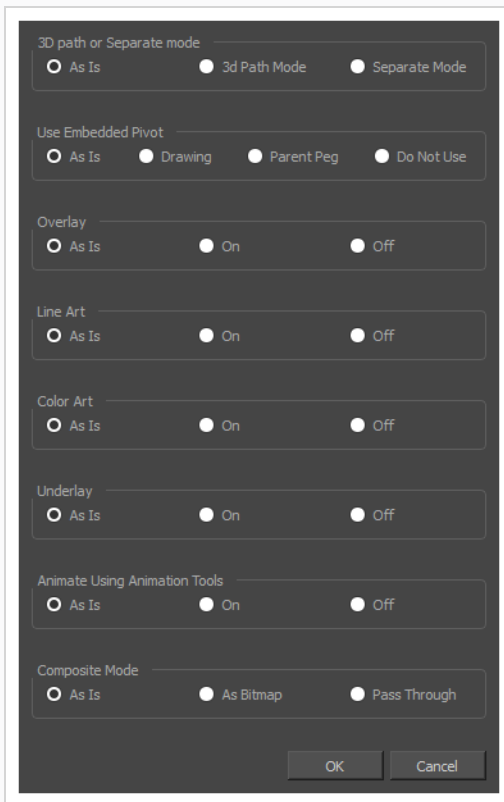 3D path or Separate mode
As Is 3d Path Mode Separate Mode
Use Embedded Pivot
As Is Drawing Parent Peg Do Not Use
Overlay
As Is On Off
Line Art
As Is On Off
Color Art
As Is On Off
Underlay
As Is On Off
Animate Using Animation Tools
As Is On Off
Composite Mode
As Is As Bitmap Pass Through
OK Cancel